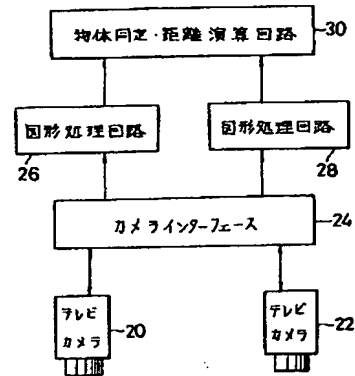 物体同定・距離演算回路
30
図形処理回路
26
図形処理回路
28
カメラインターフェース
24
テレビ
カメラ
20
テレビ
カメラ
22